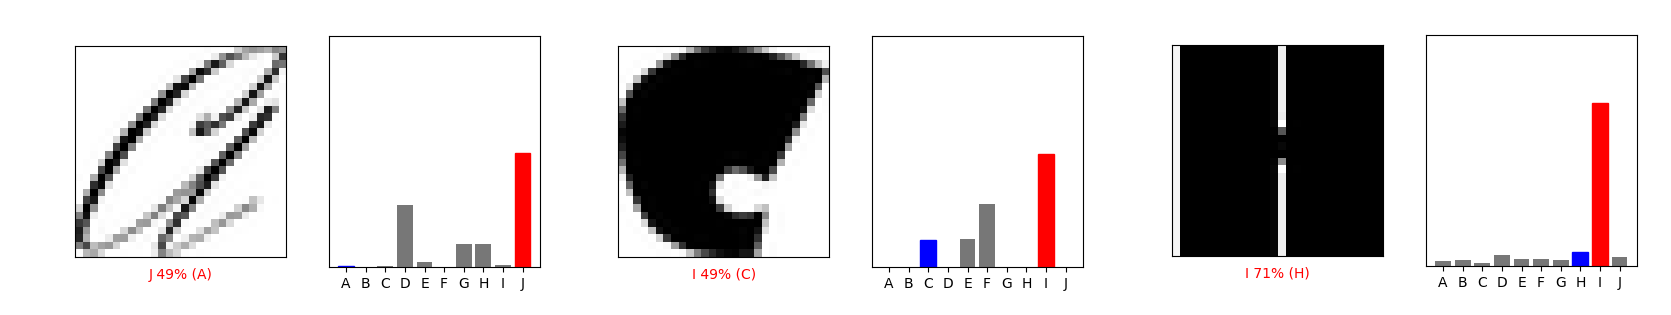 A B C D E F G H I J
J 49% (A)
A B C D E F G H I J
I 49% (C)
A B C D E F G H I J
I 71% (H)